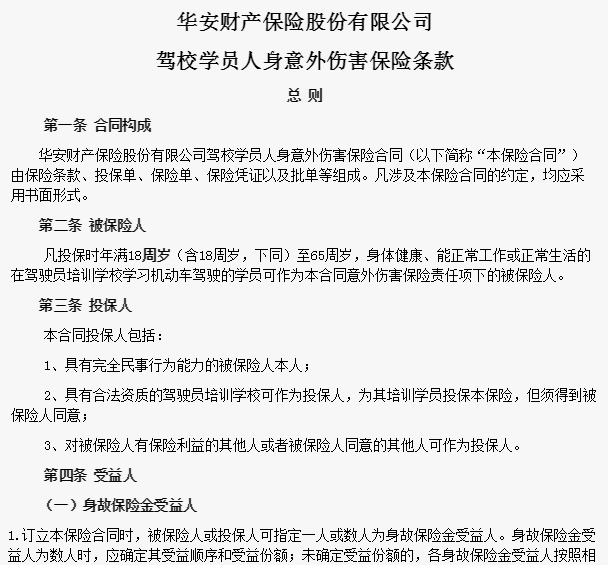 华安财产保险股份有限公司
驾校学员人身意外伤害保险条款
总 则
第一条 合同构成
华安财产保险股份有限公司驾校学员人身意外伤害保险合同（以下简称“本保险合同”）
由保险条款、投保单、保险单、保险凭证以及批单等组成。凡涉及本保险合同的约定，均应采
用书面形式。
第二条 被保险人
凡投保时年满18周岁（含18周岁，下同）至65周岁，身体健康、能正常工作或正常生活的
在驾驶员培训学校学习机动车驾驶的学员可作为本合同意外伤害保险责任项下的被保险人。
第三条 投保人
本合同投保人包括：
1、具有完全民事行为能力的被保险人本人；
2、具有合法资质的驾驶员培训学校可作为投保人，为其培训学员投保本保险，但须得到被
保险人同意；
3、对被保险人有保险利益的其他人或者被保险人同意的其他人可作为投保人。
第四条 受益人
（一）身故保险金受益人
1.订立本保险合同时，被保险人或投保人可指定一人或数人为身故保险金受益人。身故保险金受
益人为数人时，应确定其受益顺序和受益份额；未确定受益份额的，各身故保险金受益人按照相